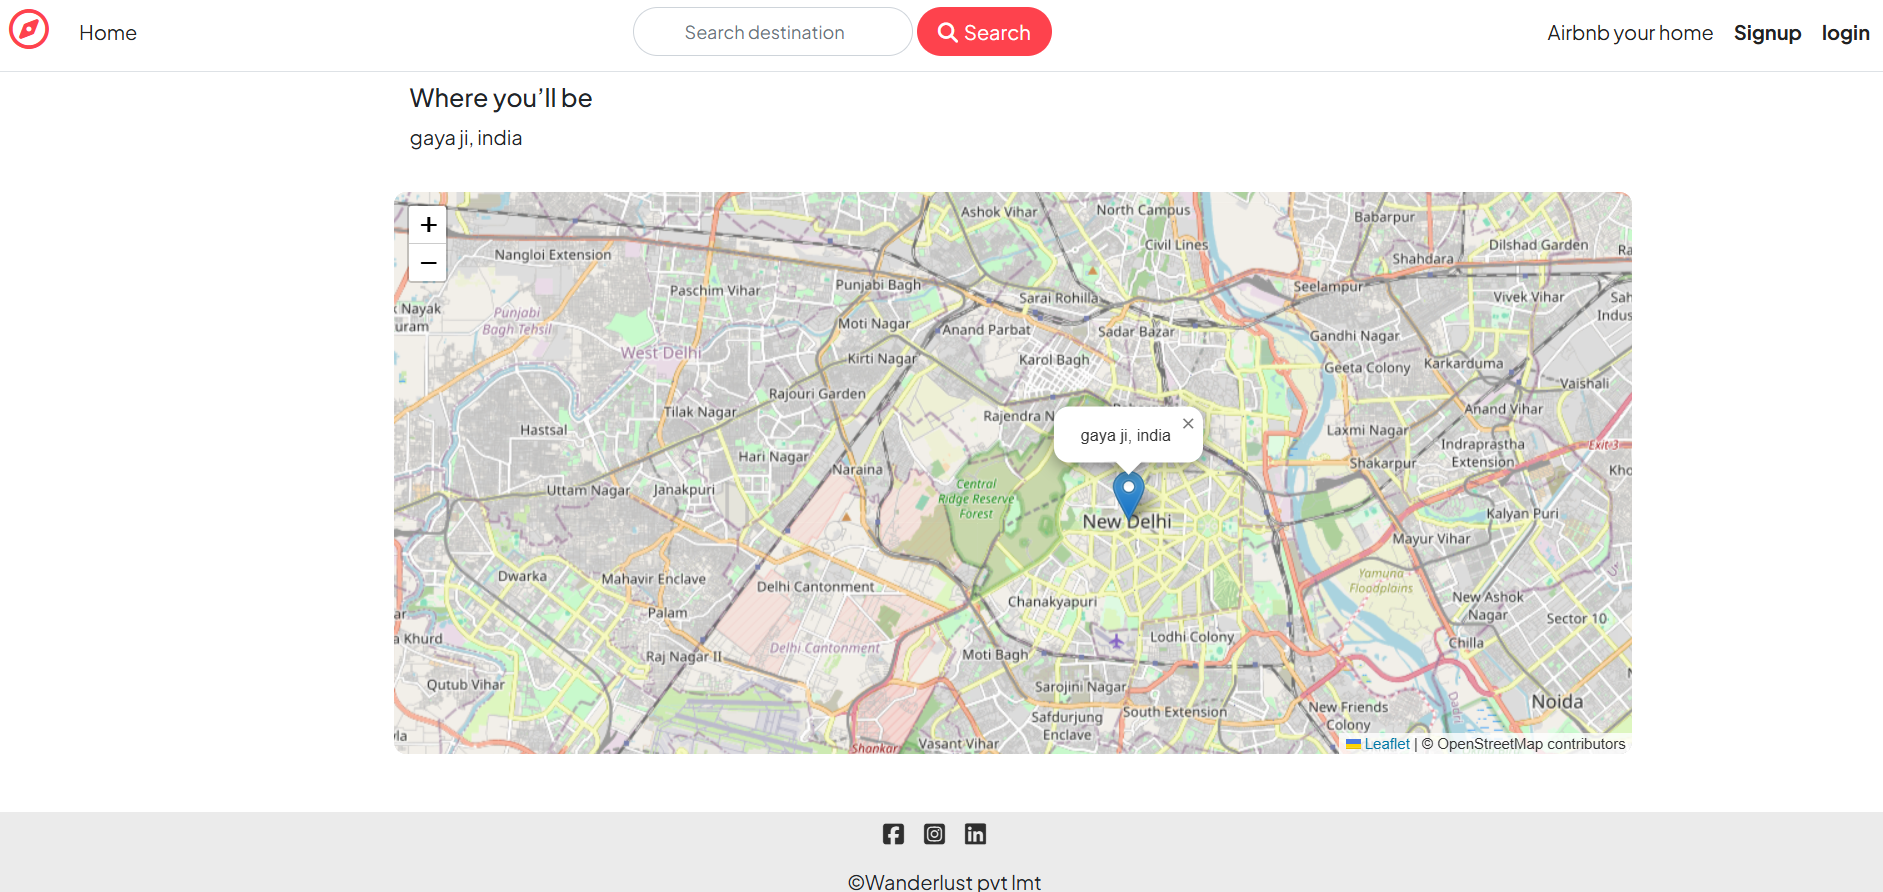 Home
Search destination
Search
Airbnb your home
Signup
login
Where you'll be
gaya ji, india
+
−
Ashok Vihar
North Campus
Babarpur
Civil Lines
Dilshad Garden
Nangloi Extension
Shahdara
Paschim Vihar
Punjabi Bagh
Seelampur
Sarai Rohilla
Vivek Vihar
Nayak
Punjabi
Bagh Tehsil
Moti Nagar
Anand Parbat
Sadar Bazar
Gandhi Nagar
Indus
West Delhi
Kirti Nagar
Karol Bagh
Geeta Colony
Karkarduma
Vaishali
Rajouri Garden
Tilak Nagar
Rajendra N
Anand Vihar
Hastsal
gaya ji, india
×
Laxmi Nagar
Indraprastha
Extension
Exit 3
Hari Nagar
Naraina
Shakarpur
Kho
Uttam Nagar
Janakpuri
Central
Ridge Reserve
Forest
New Delhi
Kalyan Puri
Mayur Vihar
Dwarka
Mahavir Enclave
Delhi Cantonment
Yamuna
Floodplains
Palam
Chanakyapuri
New Ashok
Nagar
Sector 10
a Khurd
Raj Nagar II
Delhi Cantonment
Moti Bagh
Lodhi Colony
Chilla
Qutub Vihar
Sarojini Nagar
Safdurjung
Enclave
South Extension
New Friends
Colony
Dadri
Noida
Shankar
Vasant Vihar
Leaflet | © OpenStreetMap contributors
©Wanderlust pvt lmt